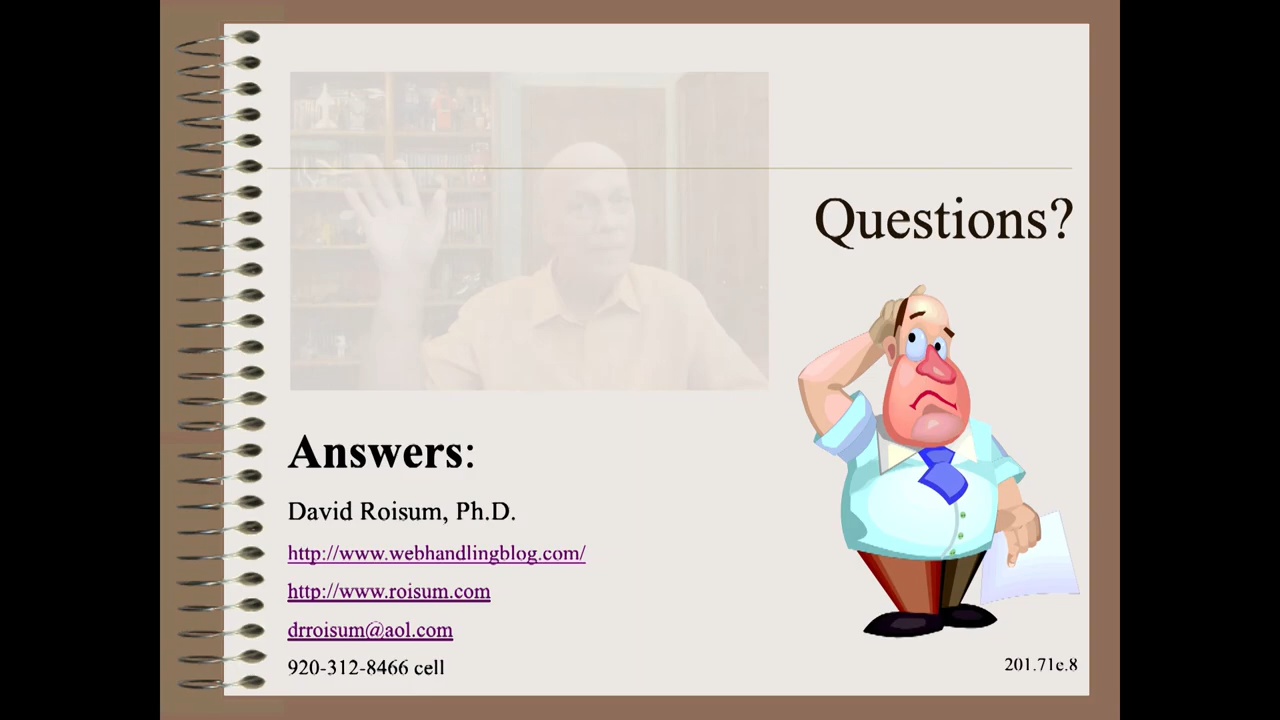 Questions?
Answers:
David Roisum, Ph.D.
http://www.webhandlingblog.com/
http://www.roisum.com
drroisum@aol.com
920-312-8466 cell
201.71c.8